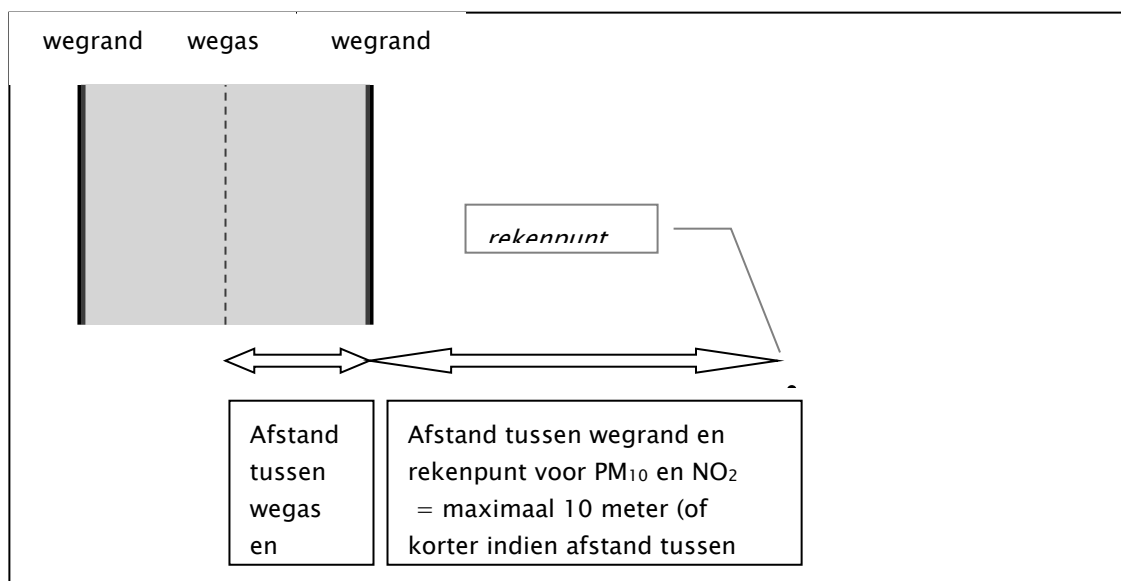 wegrand wegas wegrand
rekenpunt
Afstand
tussen
wegas
en
Afstand tussen wegrand en
rekenpunt voor PM₁₀ en NO₂
= maximaal 10 meter (of
korter indien afstand tussen